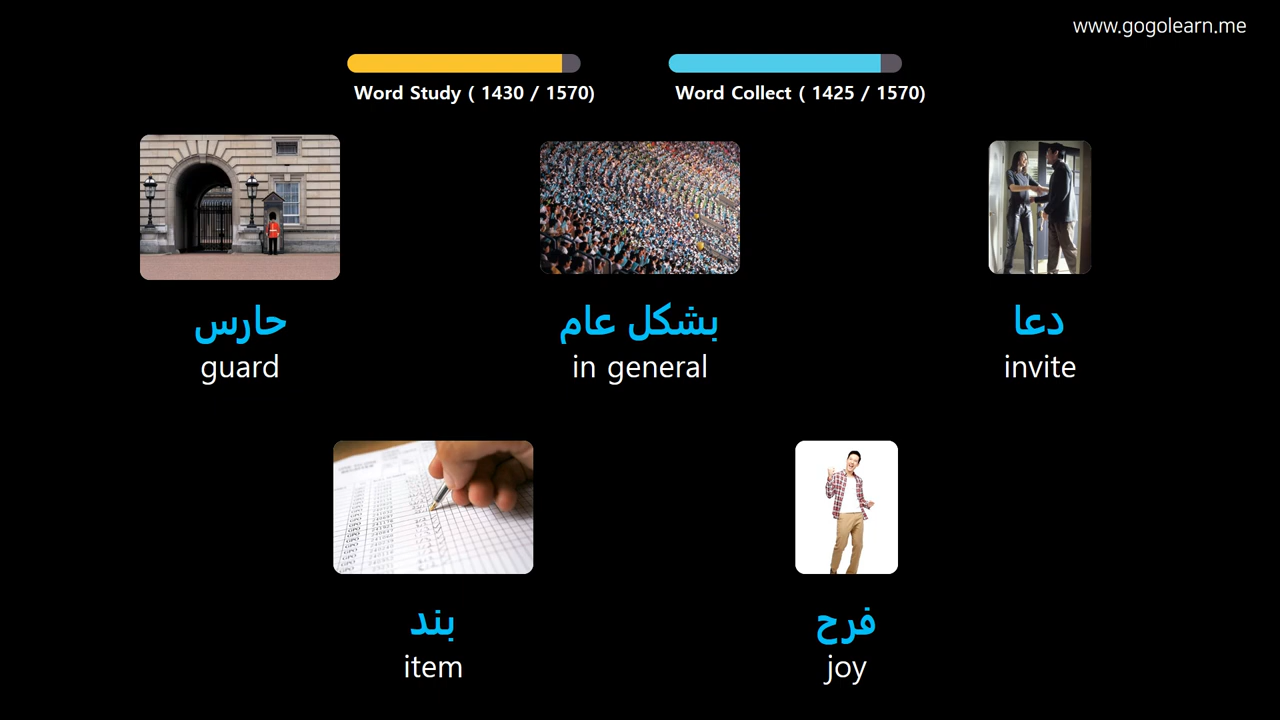 www.gogolearn.me
Word Study ( 1430 / 1570)
Word Collect ( 1425 / 1570)
حارس
guard
بشكل عام
in general
دعا
invite
بند
item
فرح
joy